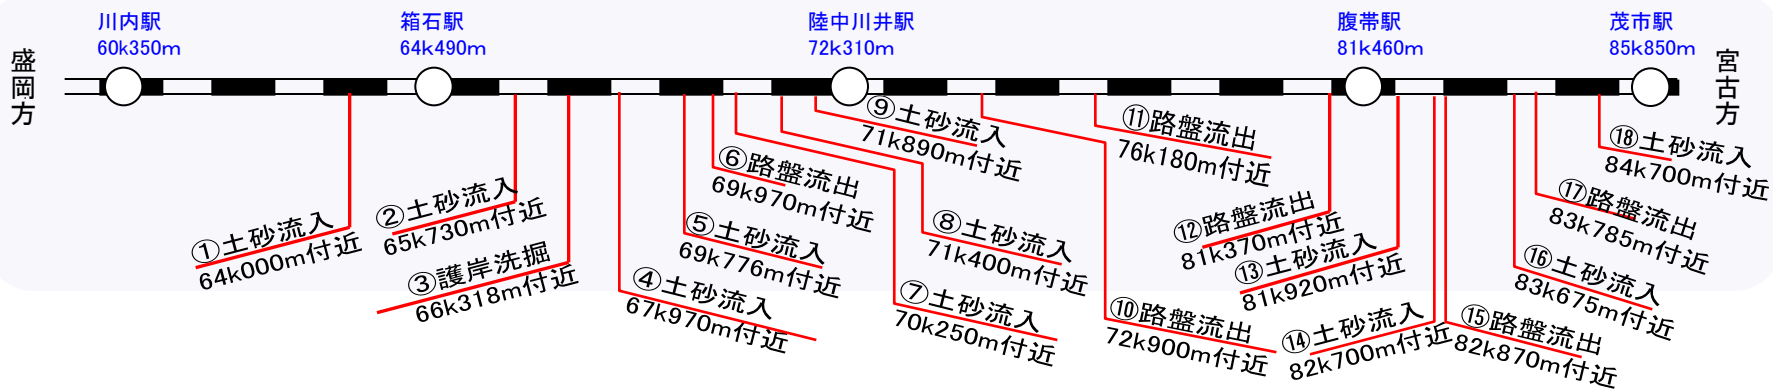 川内駅
60k350m
箱石駅
64k490m
陸中川井駅
72k310m
腹帯駅
81k460m
茂市駅
85k850m
盛岡方
宮古方
①土砂流入
64k000m付近
②土砂流入
65k730m付近
③護岸洗掘
66k318m付近
④土砂流入
67k970m付近
⑤土砂流入
69k776m付近
⑥路盤流出
69k970m付近
⑦土砂流入
70k250m付近
⑧土砂流入
71k400m付近
⑨土砂流入
71k890m付近
⑩路盤流出
72k900m付近
⑪路盤流出
76k180m付近
⑫路盤流出
81k370m付近
⑬土砂流入
81k920m付近
⑭土砂流入
82k700m付近
⑮路盤流出
82k870m付近
⑯土砂流入
83k675m付近
⑰路盤流出
83k785m付近
⑱土砂流入
84k700m付近